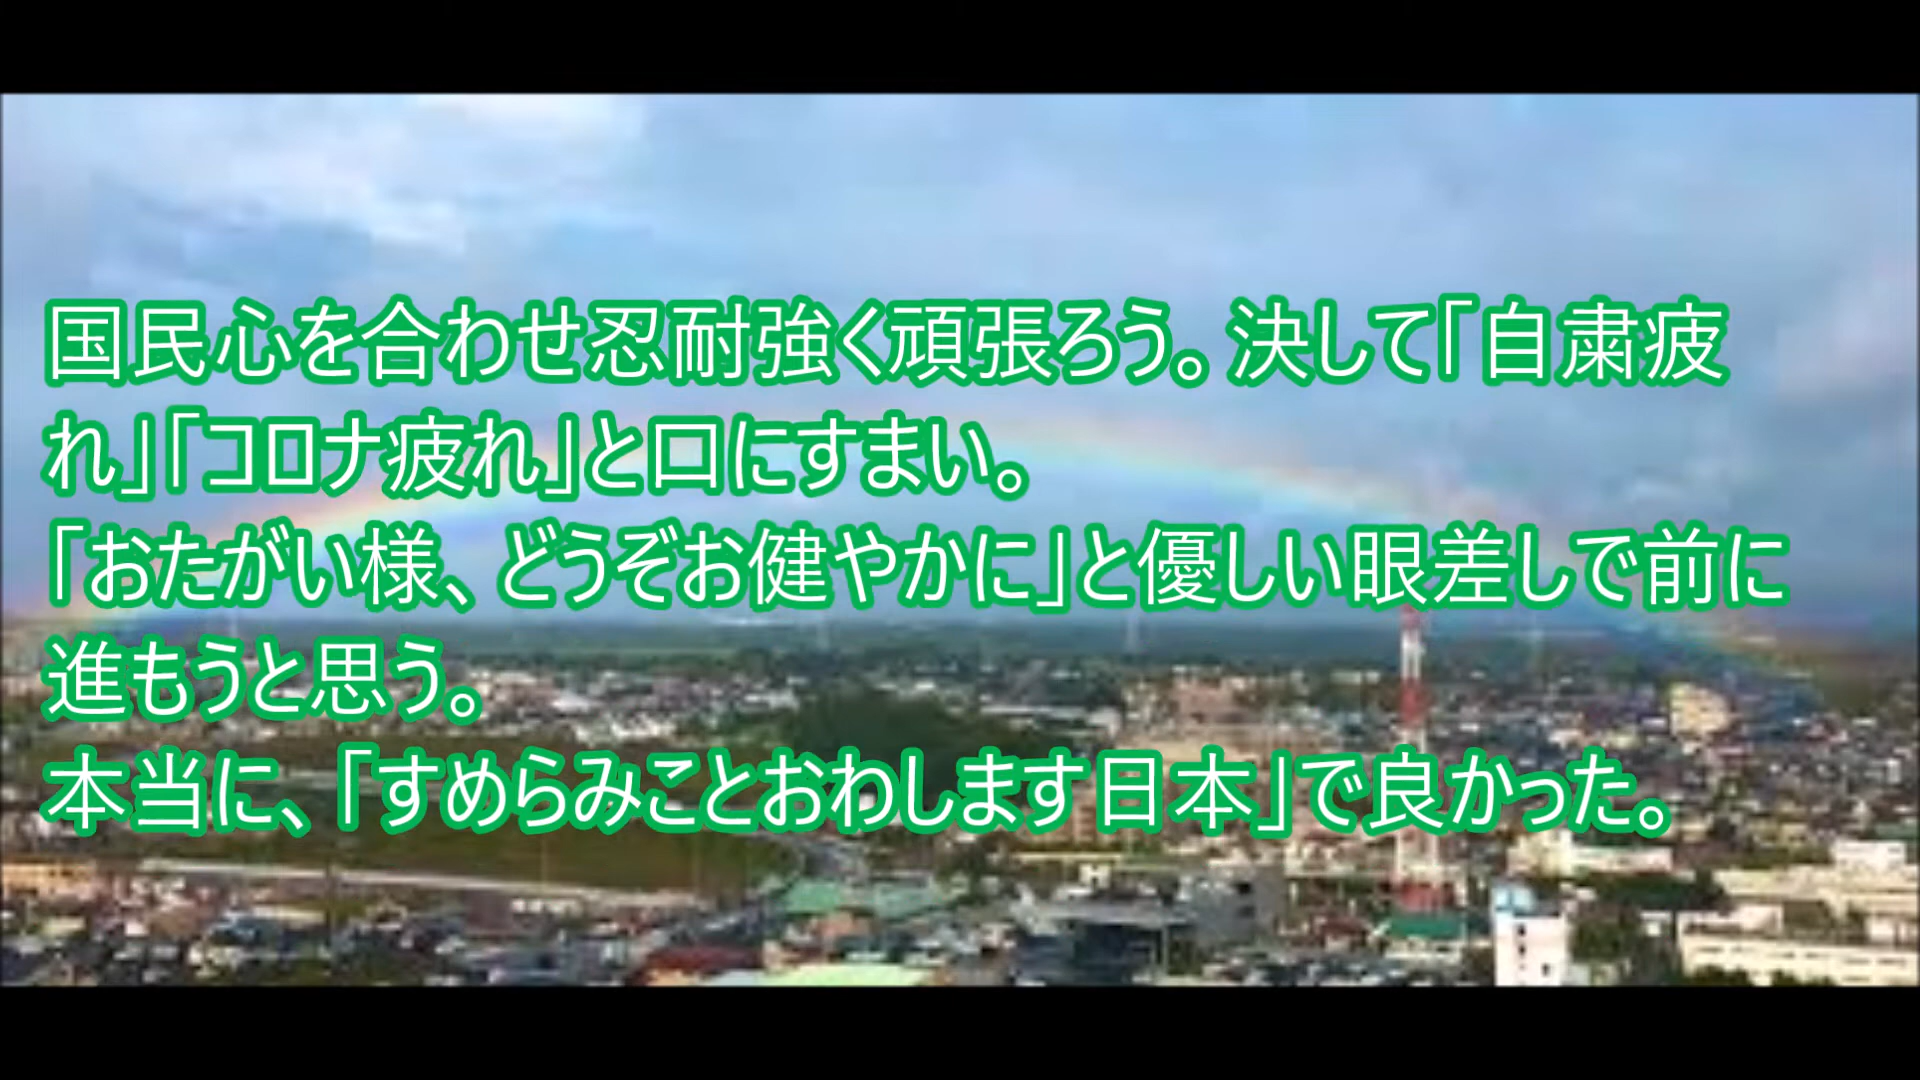 国民心を合わせ忍耐強く頑張ろう。決して「自粛疲
れ」「コロナ疲れ」と口にすまい。
「おたがい様、どうぞお健やかに」と優しい眼差しで前に
進もうと思う。
本当に、「すめらみことおわします日本」で良かった。